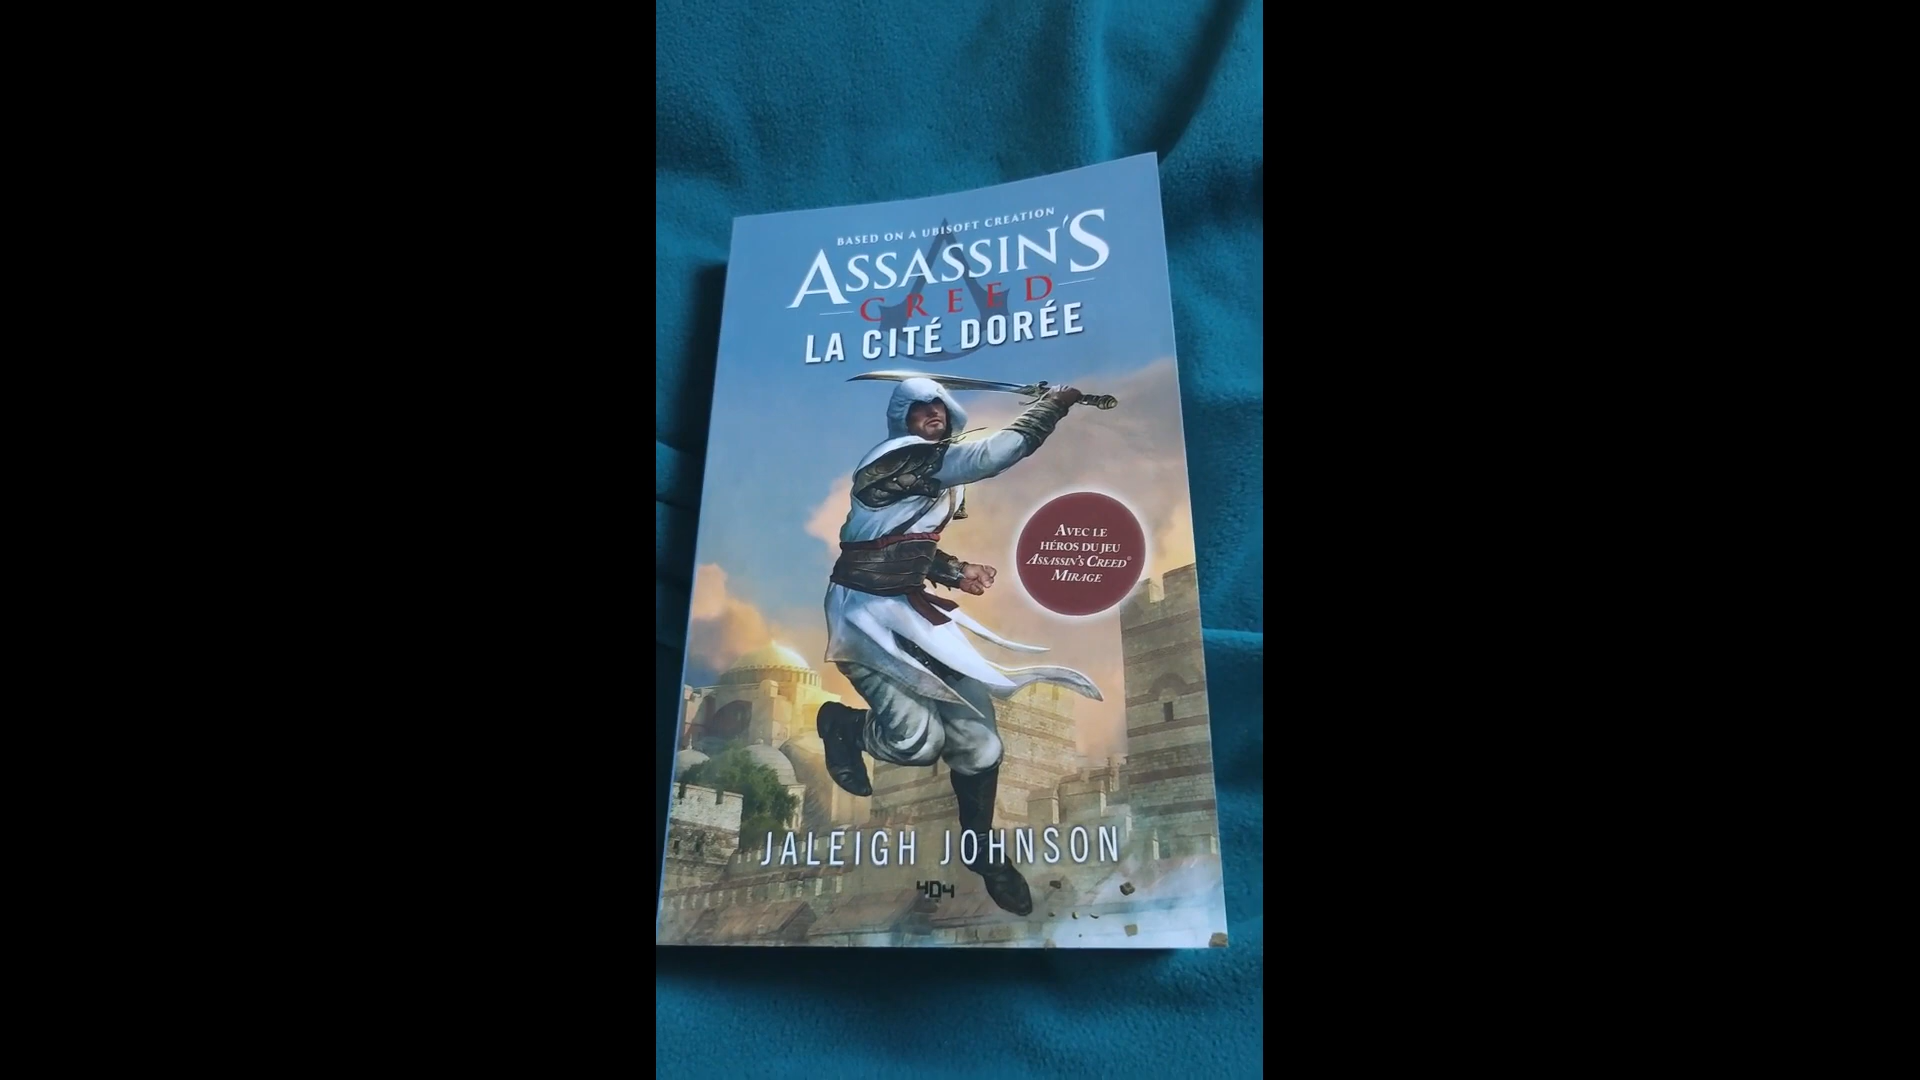 BASED ON A UBISOFT CREATION
ASSASSIN'S
CREED
LA CITÉ DORÉE
AVEC LE
HÉROS DU JEU
ASSASSIN'S CREED®
MIRAGE
JALEIGH JOHNSON
404